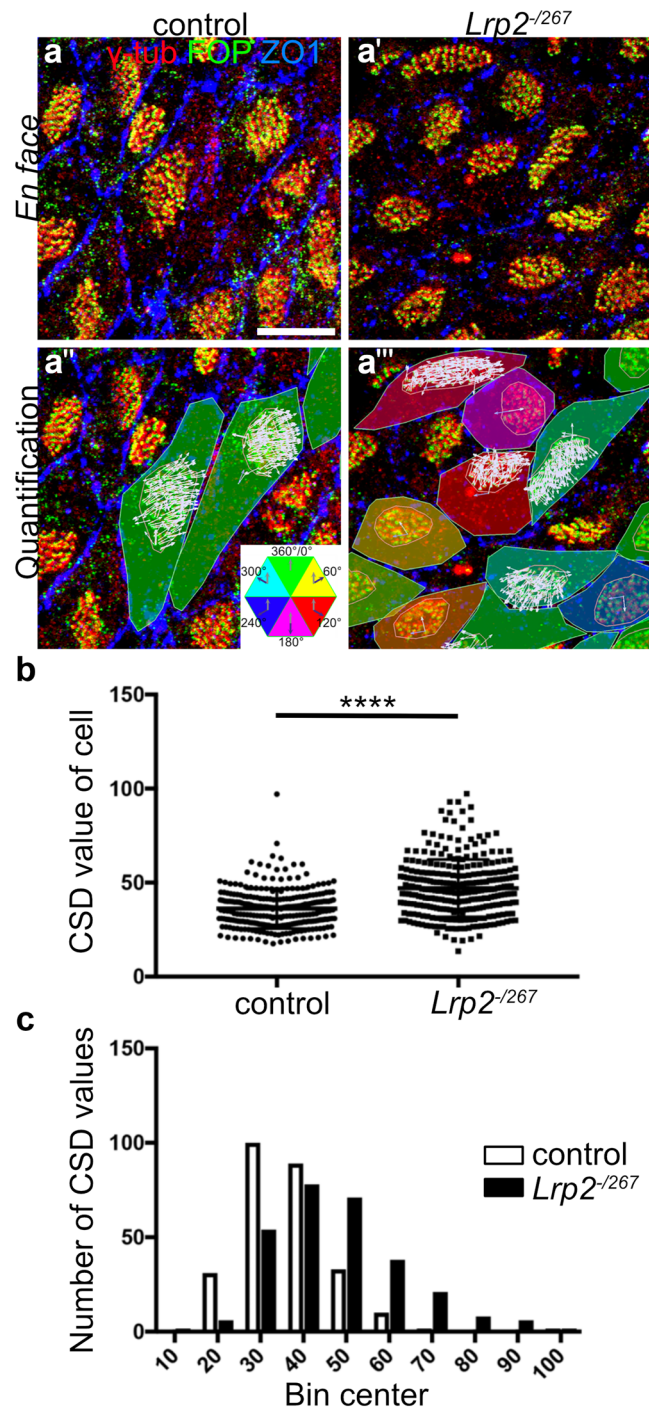 control
Lrp2-/267
a
γ-tub FOP ZO1
a'
En face
a''
a'''
Quantification
360°/0°
300°
60°
240°
120°
180°
b
150
100
50
0
CSD value of cell
****
control
Lrp2-/267
c
150
100
50
0
Number of CSD values
control
Lrp2-/267
10 20 30 40 50 60 70 80 90 100
Bin center